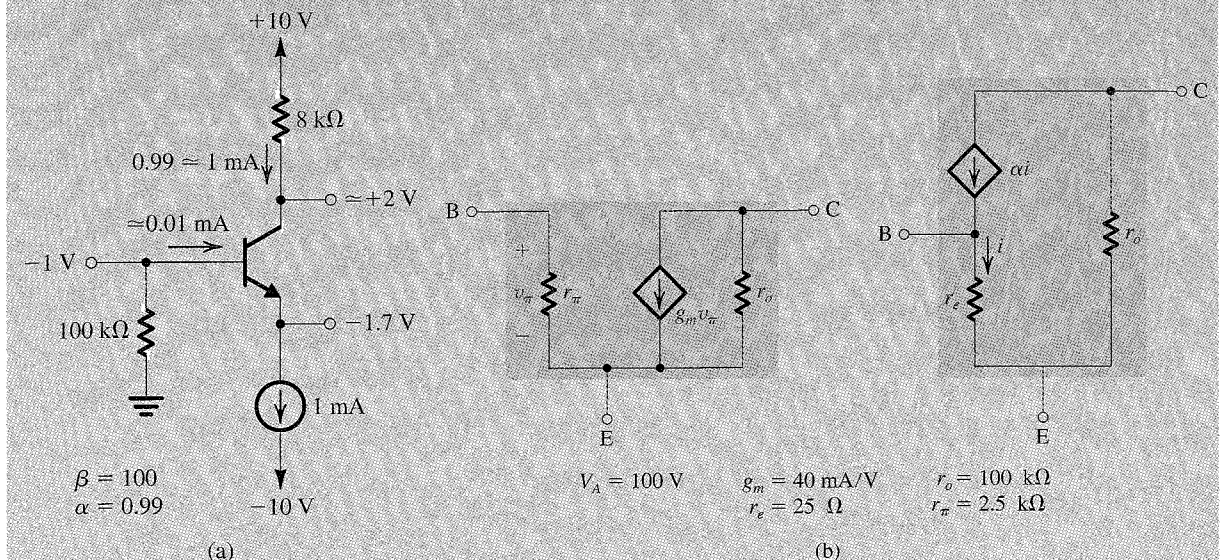 +10 V
8 kΩ
0.99 ≃ 1 mA
≃+2 V
≃0.01 mA
−1 V
100 kΩ
−1.7 V
1 mA
−10 V
β = 100
α = 0.99
(a)
B
+
v_π
−
r_π
g_m v_π
r_o
C
E
B
αi
i
r_e
r_o
C
E
V_A = 100 V
g_m = 40 mA/V
r_o = 100 kΩ
r_e = 25 Ω
r_π = 2.5 kΩ
(b)